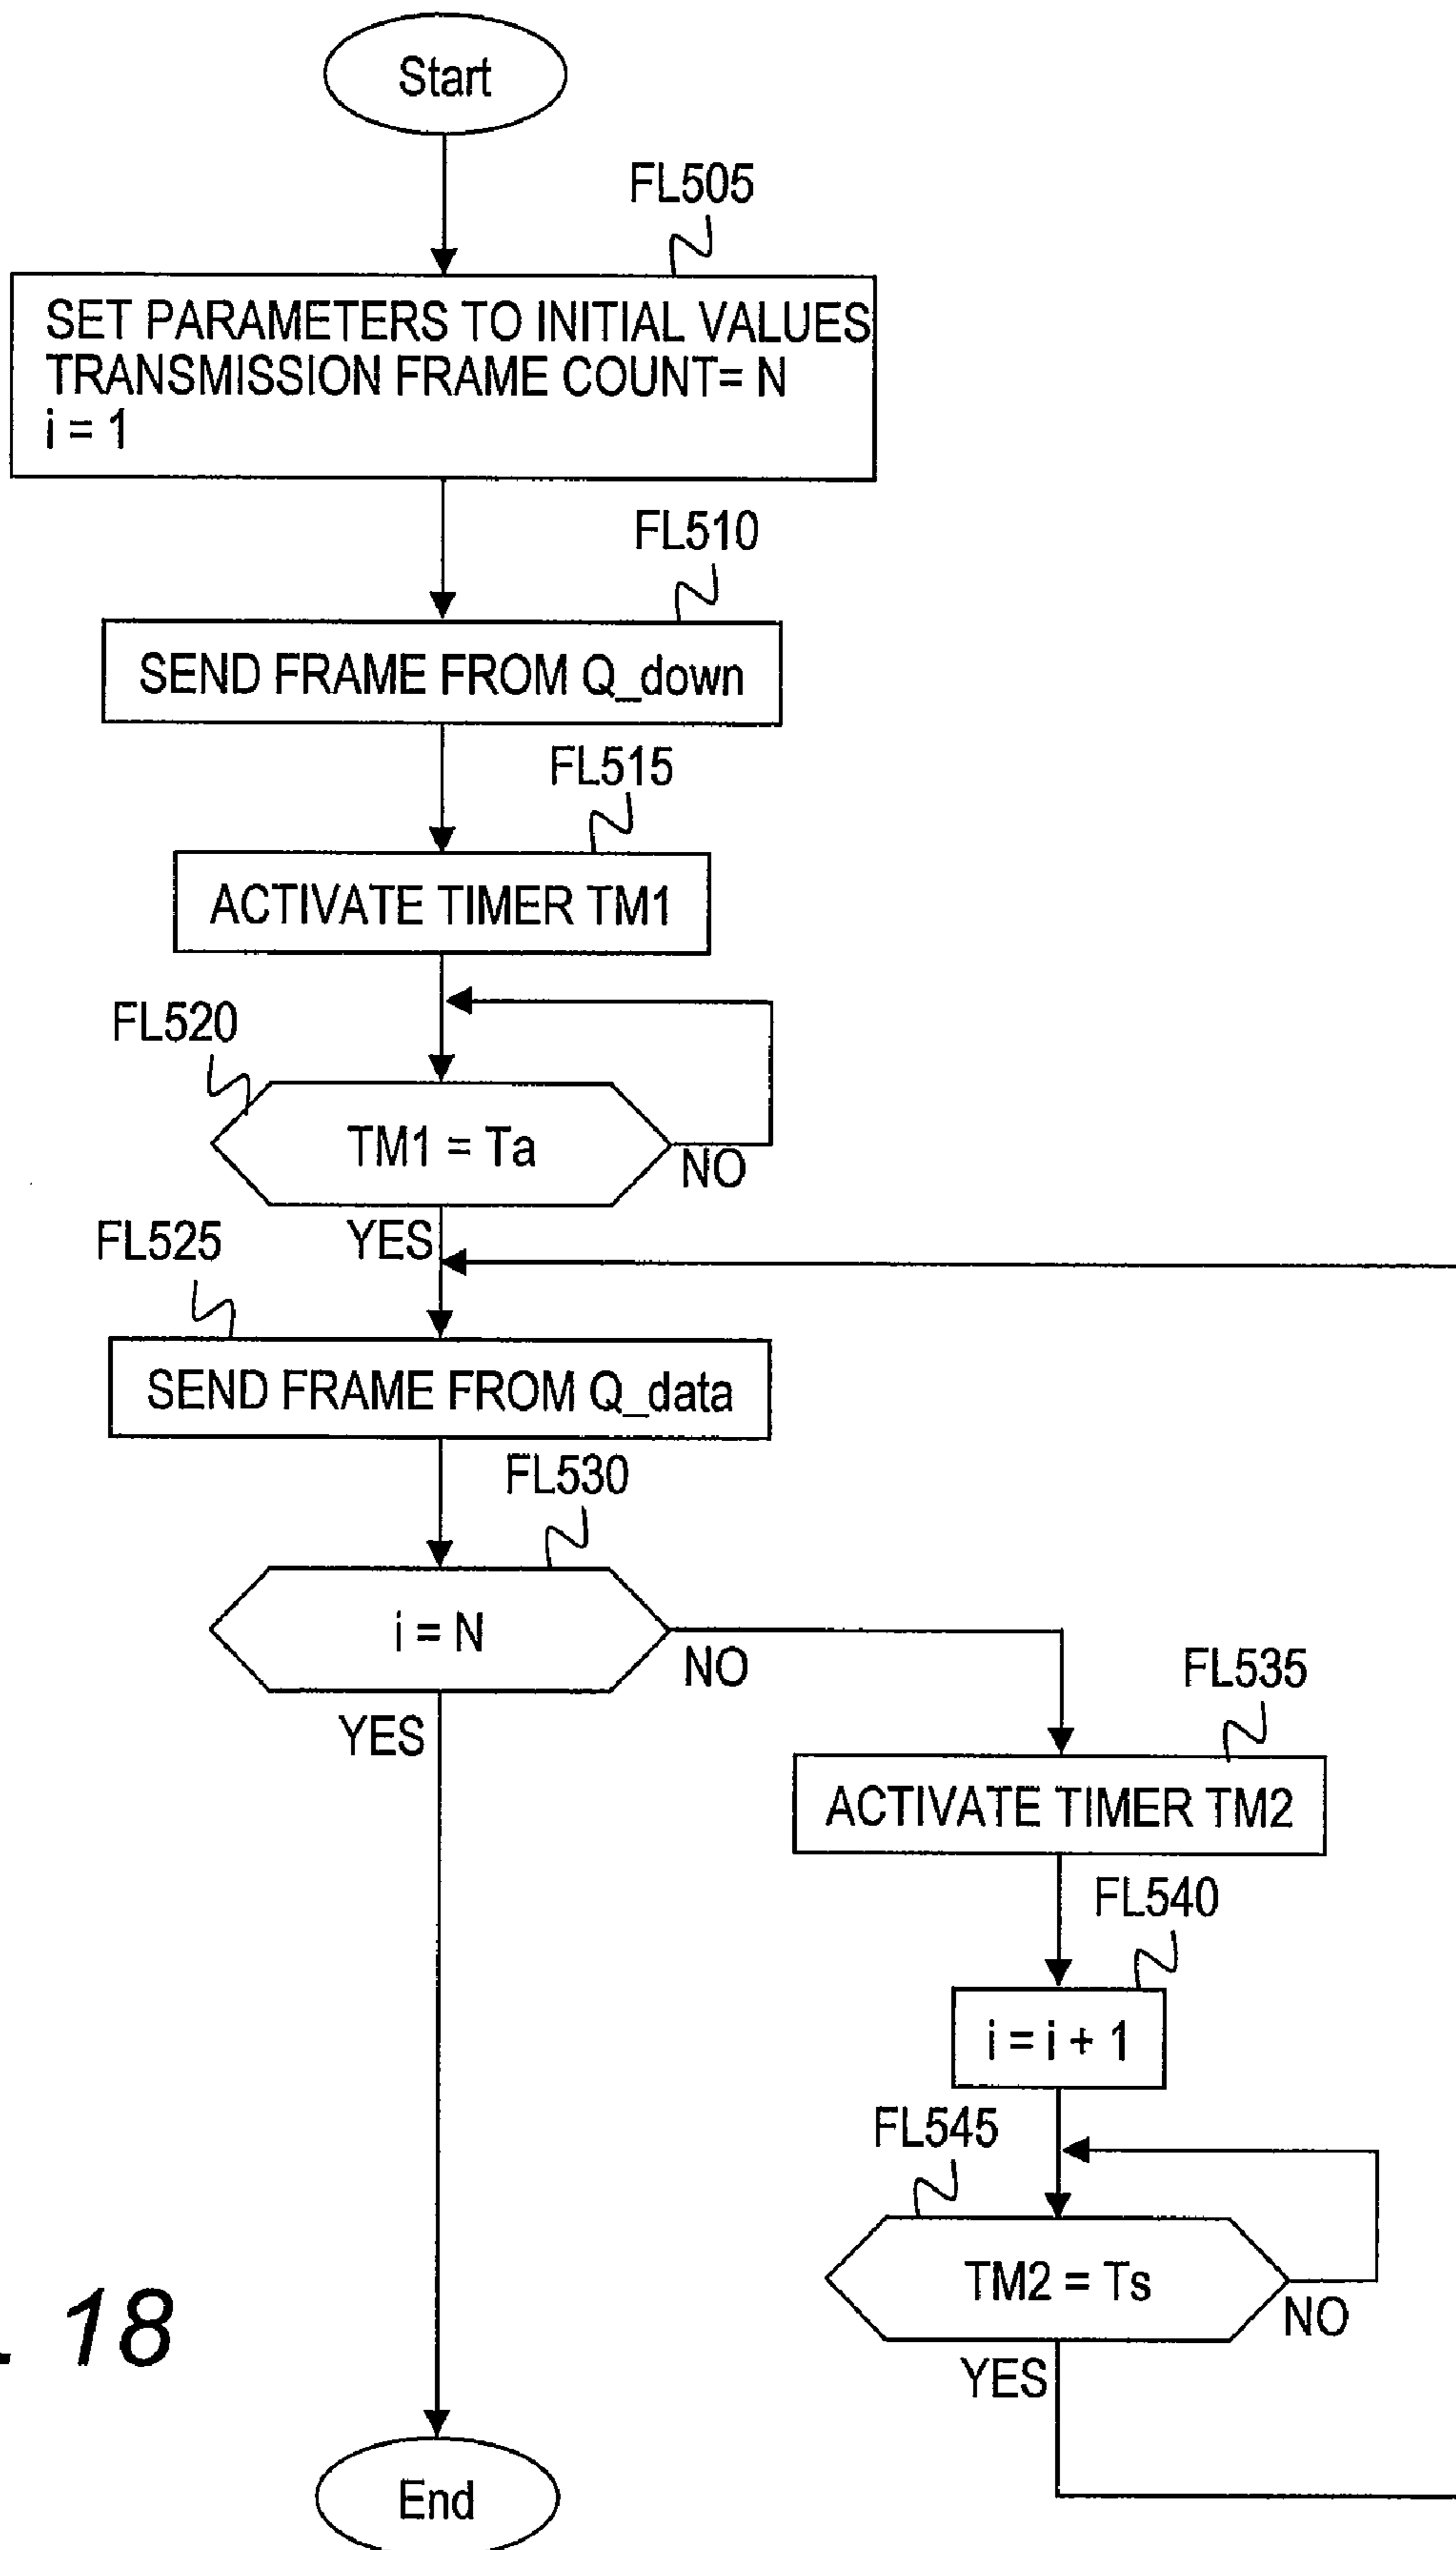 Start
FL505
SET PARAMETERS TO INITIAL VALUES
TRANSMISSION FRAME COUNT= N
i = 1
FL510
SEND FRAME FROM Q_down
FL515
ACTIVATE TIMER TM1
FL520
TM1 = Ta
NO
YES
FL525
SEND FRAME FROM Q_data
FL530
i = N
NO
YES
FL535
ACTIVATE TIMER TM2
FL540
i = i + 1
FL545
TM2 = Ts
NO
YES
18
End